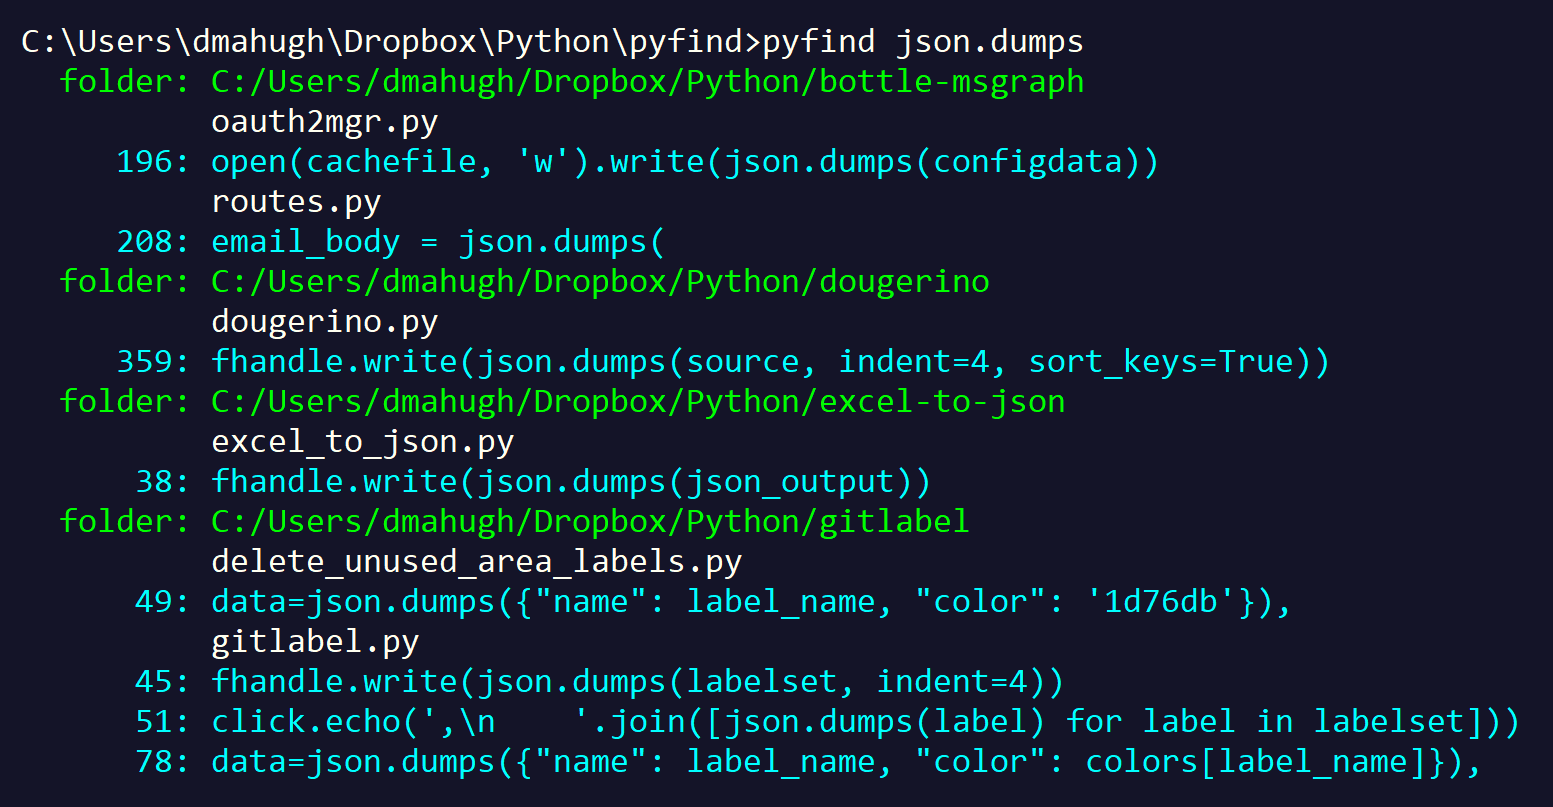 C:\Users\dmahugh\Dropbox\Python\pyfind>pyfind json.dumps
folder: C:/Users/dmahugh/Dropbox/Python/bottle-msgraph
oauth2mgr.py
196: open(cachefile, 'w').write(json.dumps(configdata))
routes.py
208: email_body = json.dumps(
folder: C:/Users/dmahugh/Dropbox/Python/dougerino
dougerino.py
359: fhandle.write(json.dumps(source, indent=4, sort_keys=True))
folder: C:/Users/dmahugh/Dropbox/Python/excel-to-json
excel_to_json.py
38: fhandle.write(json.dumps(json_output))
folder: C:/Users/dmahugh/Dropbox/Python/gitlabel
delete_unused_area_labels.py
49: data=json.dumps({"name": label_name, "color": '1d76db'}),
gitlabel.py
45: fhandle.write(json.dumps(labelset, indent=4))
51: click.echo(',\n    '.join([json.dumps(label) for label in labelset]))
78: data=json.dumps({"name": label_name, "color": colors[label_name]}),